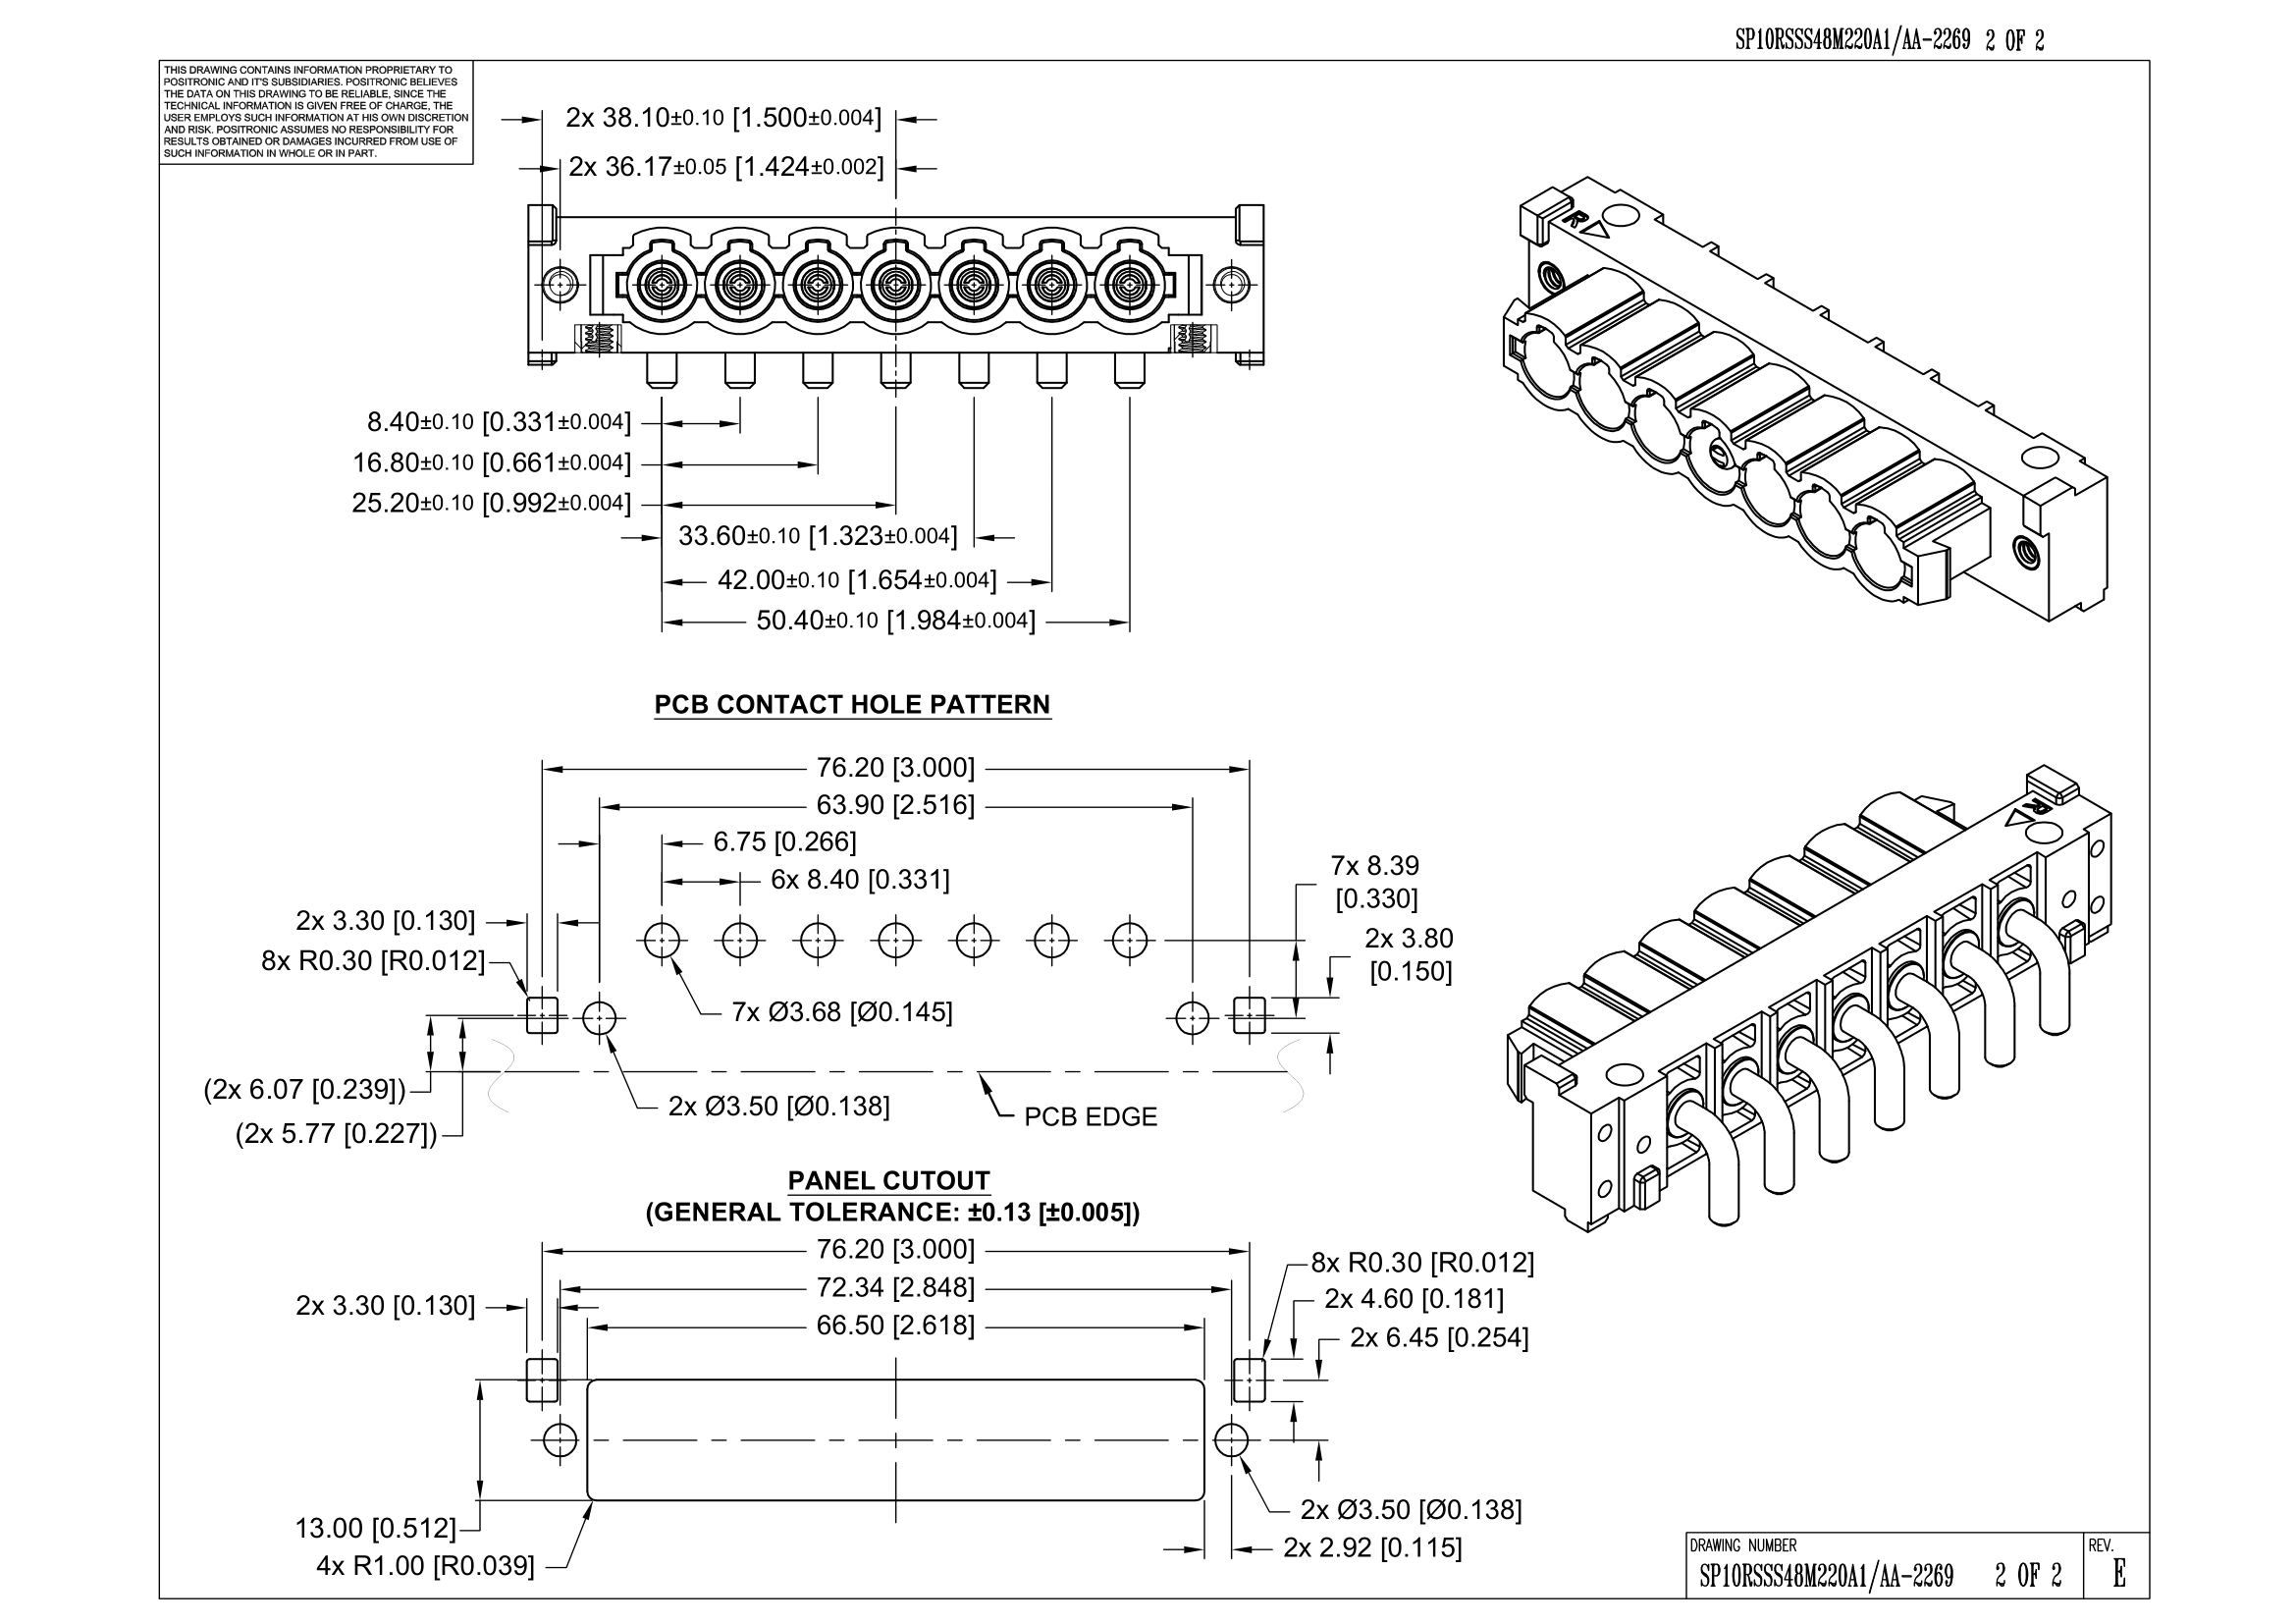 SP10RSSS48M220A1/AA-2269 2 OF 2
THIS DRAWING CONTAINS INFORMATION PROPRIETARY TO
POSITRONIC AND IT'S SUBSIDIARIES. POSITRONIC BELIEVES
THE DATA ON THIS DRAWING TO BE RELIABLE, SINCE THE
TECHNICAL INFORMATION IS GIVEN FREE OF CHARGE, THE
USER EMPLOYS SUCH INFORMATION AT HIS OWN DISCRETION
AND RISK. POSITRONIC ASSUMES NO RESPONSIBILITY FOR
RESULTS OBTAINED OR DAMAGES INCURRED FROM USE OF
SUCH INFORMATION IN WHOLE OR IN PART.
2x 38.10±0.10 [1.500±0.004]
2x 36.17±0.05 [1.424±0.002]
R
8.40±0.10 [0.331±0.004]
16.80±0.10 [0.661±0.004]
25.20±0.10 [0.992±0.004]
33.60±0.10 [1.323±0.004]
42.00±0.10 [1.654±0.004]
50.40±0.10 [1.984±0.004]
PCB CONTACT HOLE PATTERN
76.20 [3.000]
63.90 [2.516]
6.75 [0.266]
6x 8.40 [0.331]
7x 8.39
[0.330]
2x 3.30 [0.130]
8x R0.30 [R0.012]
2x 3.80
[0.150]
7x Ø3.68 [Ø0.145]
(2x 6.07 [0.239])
(2x 5.77 [0.227])
2x Ø3.50 [Ø0.138]
PCB EDGE
R
PANEL CUTOUT
(GENERAL TOLERANCE: ±0.13 [±0.005])
76.20 [3.000]
72.34 [2.848]
66.50 [2.618]
2x 3.30 [0.130]
8x R0.30 [R0.012]
2x 4.60 [0.181]
2x 6.45 [0.254]
13.00 [0.512]
4x R1.00 [R0.039]
2x Ø3.50 [Ø0.138]
2x 2.92 [0.115]
DRAWING NUMBER
SP10RSSS48M220A1/AA-2269 2 OF 2
REV.
E